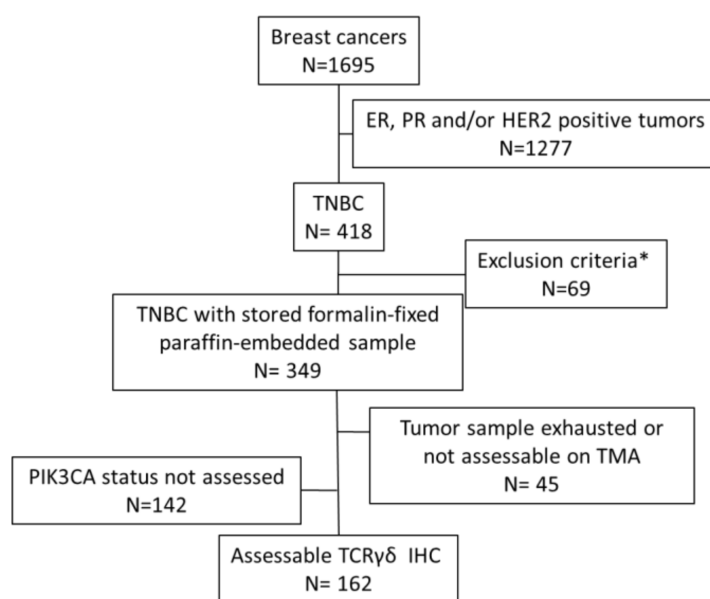 Breast cancers
N=1695
ER, PR and/or HER2 positive tumors
N=1277
TNBC
N= 418
Exclusion criteria*
N=69
TNBC with stored formalin-fixed
paraffin-embedded sample
N= 349
Tumor sample exhausted or
not assessable on TMA
N= 45
PIK3CA status not assessed
N=142
Assessable TCRγδ IHC
N= 162